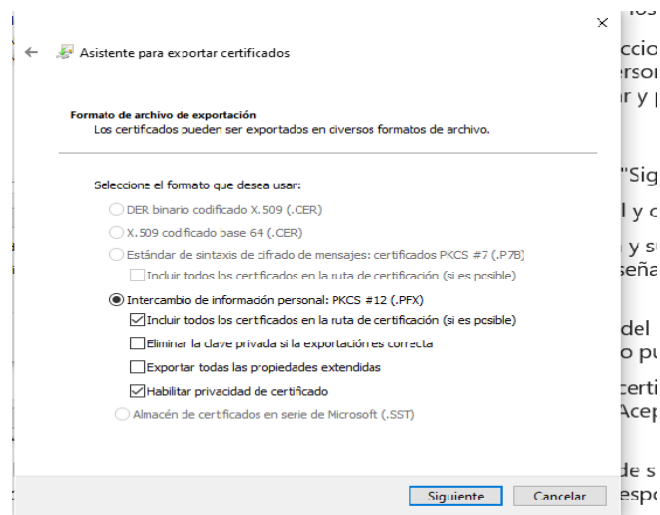 Asistente para exportar certificados
Formato de archivo de exportación
Los certificados pueden ser exportados en diversos formatos de archivo.
Seleccione el formato que desea usar:
DER binario codificado X.509 (.CER)
X.509 codificado base 64 (.CER)
Estándar de sintaxis de cifrado de mensajes: certificados PKCS #7 (.P7B)
Incluir todos los certificados en la ruta de certificación (si es posible)
Intercambio de información personal: PKCS #12 (.PFX)
Incluir todos los certificados en la ruta de certificación (si es posible)
Eliminar la clave privada si la exportación es correcta
Exportar todas las propiedades extendidas
Habilitar privacidad de certificado
Almacén de certificados en serie de Microsoft (.SST)
Siguiente
Cancelar